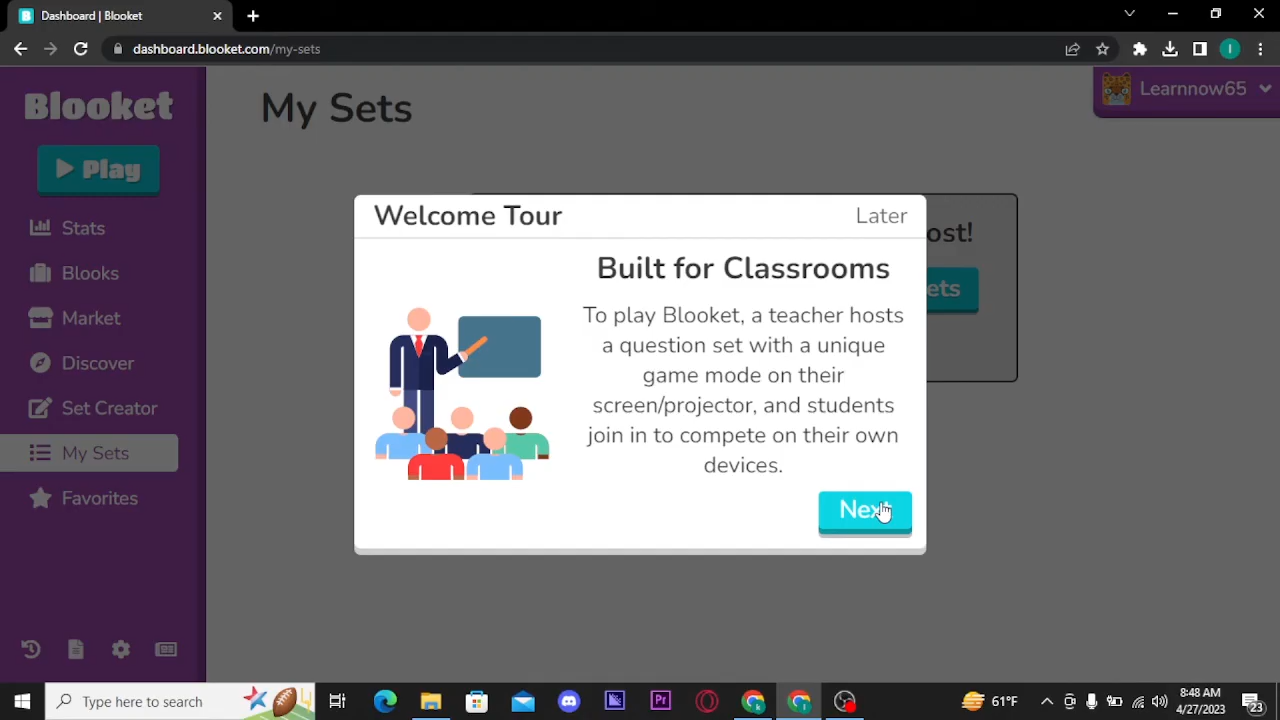 Dashboard | Blooket
dashboard.blooket.com/my-sets
Blooket
Play
Stats
Blooks
Market
Discover
Set Creator
My Sets
Favorites
My Sets
Learnnow65
ost!
ets
Welcome Tour
Later
Built for Classrooms
To play Blooket, a teacher hosts
a question set with a unique
game mode on their
screen/projector, and students
join in to compete on their own
devices.
Next
Type here to search
Pr
61°F
8:48 AM
4/27/2023
23